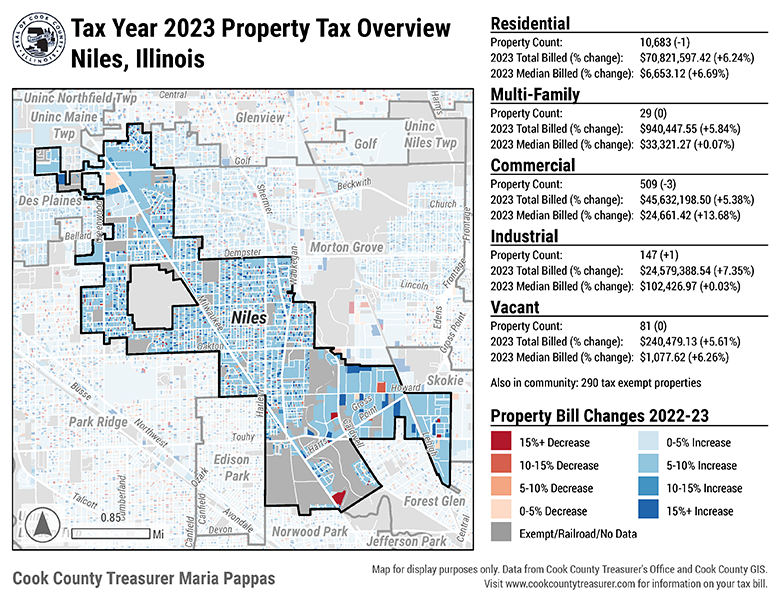 Tax Year 2023 Property Tax Overview
Niles, Illinois
Uninc Northfield Twp
Central
Harms
Uninc Maine
Twp
Glenview
Uninc
Niles Twp
Golf
Golf
Shermer
Beckwith
Des Plaines
Greenwood
Church
Frontage
Ballard
Morton Grove
Dempster
Waukegan
Lincoln
Frontage
Edens
Niles
Milwaukee
Gross Point
Oakton
Skokie
Busse
Howard
Gross
Point
Harlem
Caldwell
Park Ridge
Northwest
Touhy
Harts
Lehigh
Edison
Park
Ozark
Talcott
Cumberland
Forest Glen
Canfield
Avondale
Central
Canfield
Devon
Norwood Park
Jefferson Park
0.85
Mi
Residential
Property Count: 10,683 (-1)
2023 Total Billed (% change): $70,821,597.42 (+6.24%)
2023 Median Billed (% change): $6,653.12 (+6.69%)
Multi-Family
Property Count: 29 (0)
2023 Total Billed (% change): $940,447.55 (+5.84%)
2023 Median Billed (% change): $33,321.27 (+0.07%)
Commercial
Property Count: 509 (-3)
2023 Total Billed (% change): $45,632,198.50 (+5.38%)
2023 Median Billed (% change): $24,661.42 (+13.68%)
Industrial
Property Count: 147 (+1)
2023 Total Billed (% change): $24,579,388.54 (+7.35%)
2023 Median Billed (% change): $102,426.97 (+0.03%)
Vacant
Property Count: 81 (0)
2023 Total Billed (% change): $240,479.13 (+5.61%)
2023 Median Billed (% change): $1,077.62 (+6.26%)
Also in community: 290 tax exempt properties
Property Bill Changes 2022-23
15%+ Decrease
0-5% Increase
10-15% Decrease
5-10% Increase
5-10% Decrease
10-15% Increase
0-5% Decrease
15%+ Increase
Exempt/Railroad/No Data
Cook County Treasurer Maria Pappas
Map for display purposes only. Data from Cook County Treasurer's Office and Cook County GIS.
Visit www.cookcountytreasurer.com for information on your tax bill.